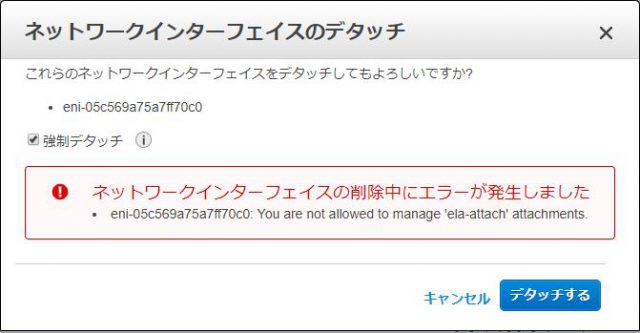 ネットワークインターフェイスのデタッチ
これらのネットワークインターフェイスをデタッチしてもよろしいですか?
• eni-05c569a75a7ff70c0
強制デタッチ
ネットワークインターフェイスの削除中にエラーが発生しました
• eni-05c569a75a7ff70c0: You are not allowed to manage 'ela-attach' attachments.
キャンセル デタッチする